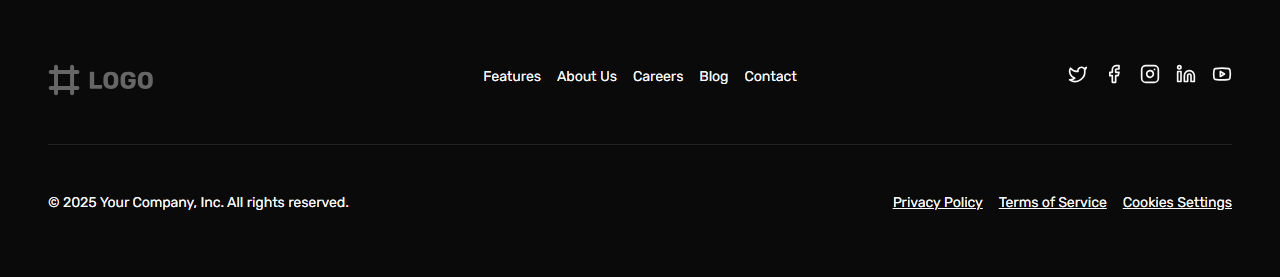 LOGO
Features About Us Careers Blog Contact
© 2025 Your Company, Inc. All rights reserved.
Privacy Policy Terms of Service Cookies Settings